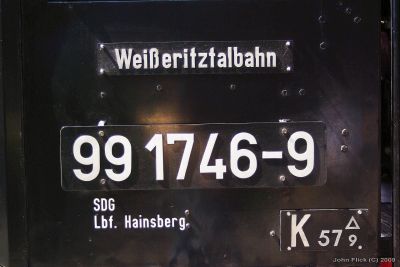 Weißeritztalbahn
99 1746-9
SDG
Lbf. Hainsberg.
K 57 9.
John Flick (C) 2009